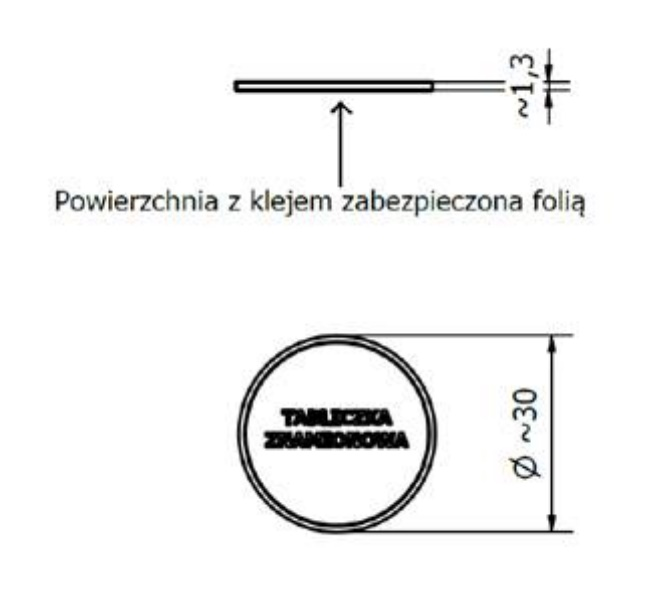 ~1,3
Powierzchnia z klejem zabezpieczona folią
TABLICZKA
ZNAMIONOWA
Ø ~30